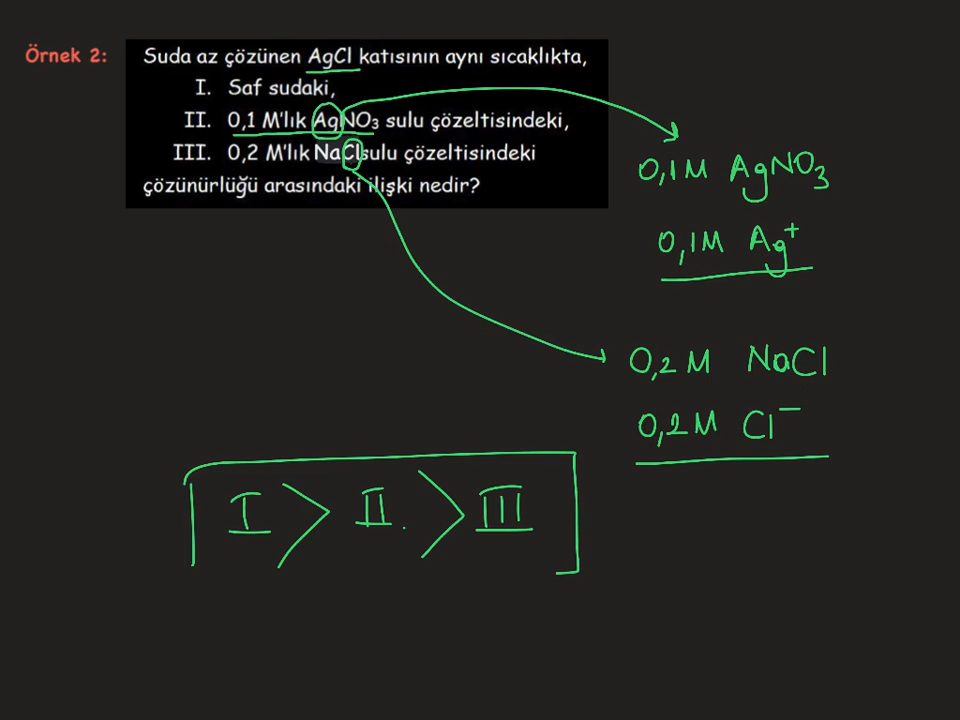 Örnek 2:
Suda az çözünen AgCl katısının aynı sıcaklıkta,
I. Saf sudaki,
II. 0,1 M'lık AgNO₃ sulu çözeltisindeki,
III. 0,2 M'lık NaCl sulu çözeltisindeki
çözünürlüğü arasındaki ilişki nedir?
0,1M AgNO₃
0,1M Ag⁺
0,2 M NaCl
0,2M Cl⁻
I > II > III